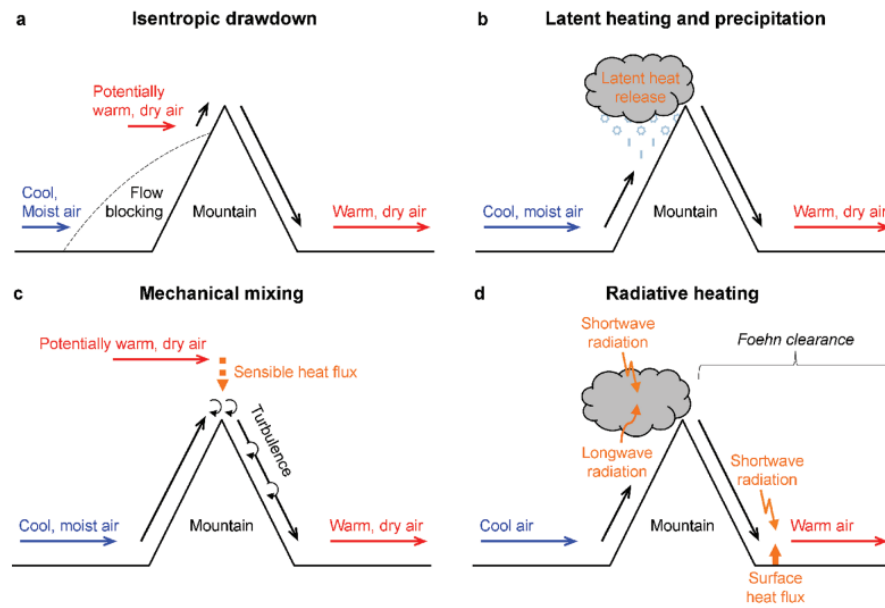 a
Isentropic drawdown
Potentially
warm, dry air
Cool,
Moist air
Flow
blocking
Mountain
Warm, dry air
b
Latent heating and precipitation
Latent heat
release
Cool, moist air
Mountain
Warm, dry air
c
Mechanical mixing
Potentially warm, dry air
Sensible heat flux
Turbulence
Cool, moist air
Mountain
Warm, dry air
d
Radiative heating
Shortwave
radiation
Foehn clearance
Longwave
radiation
Shortwave
radiation
Cool air
Mountain
Warm air
Surface
heat flux